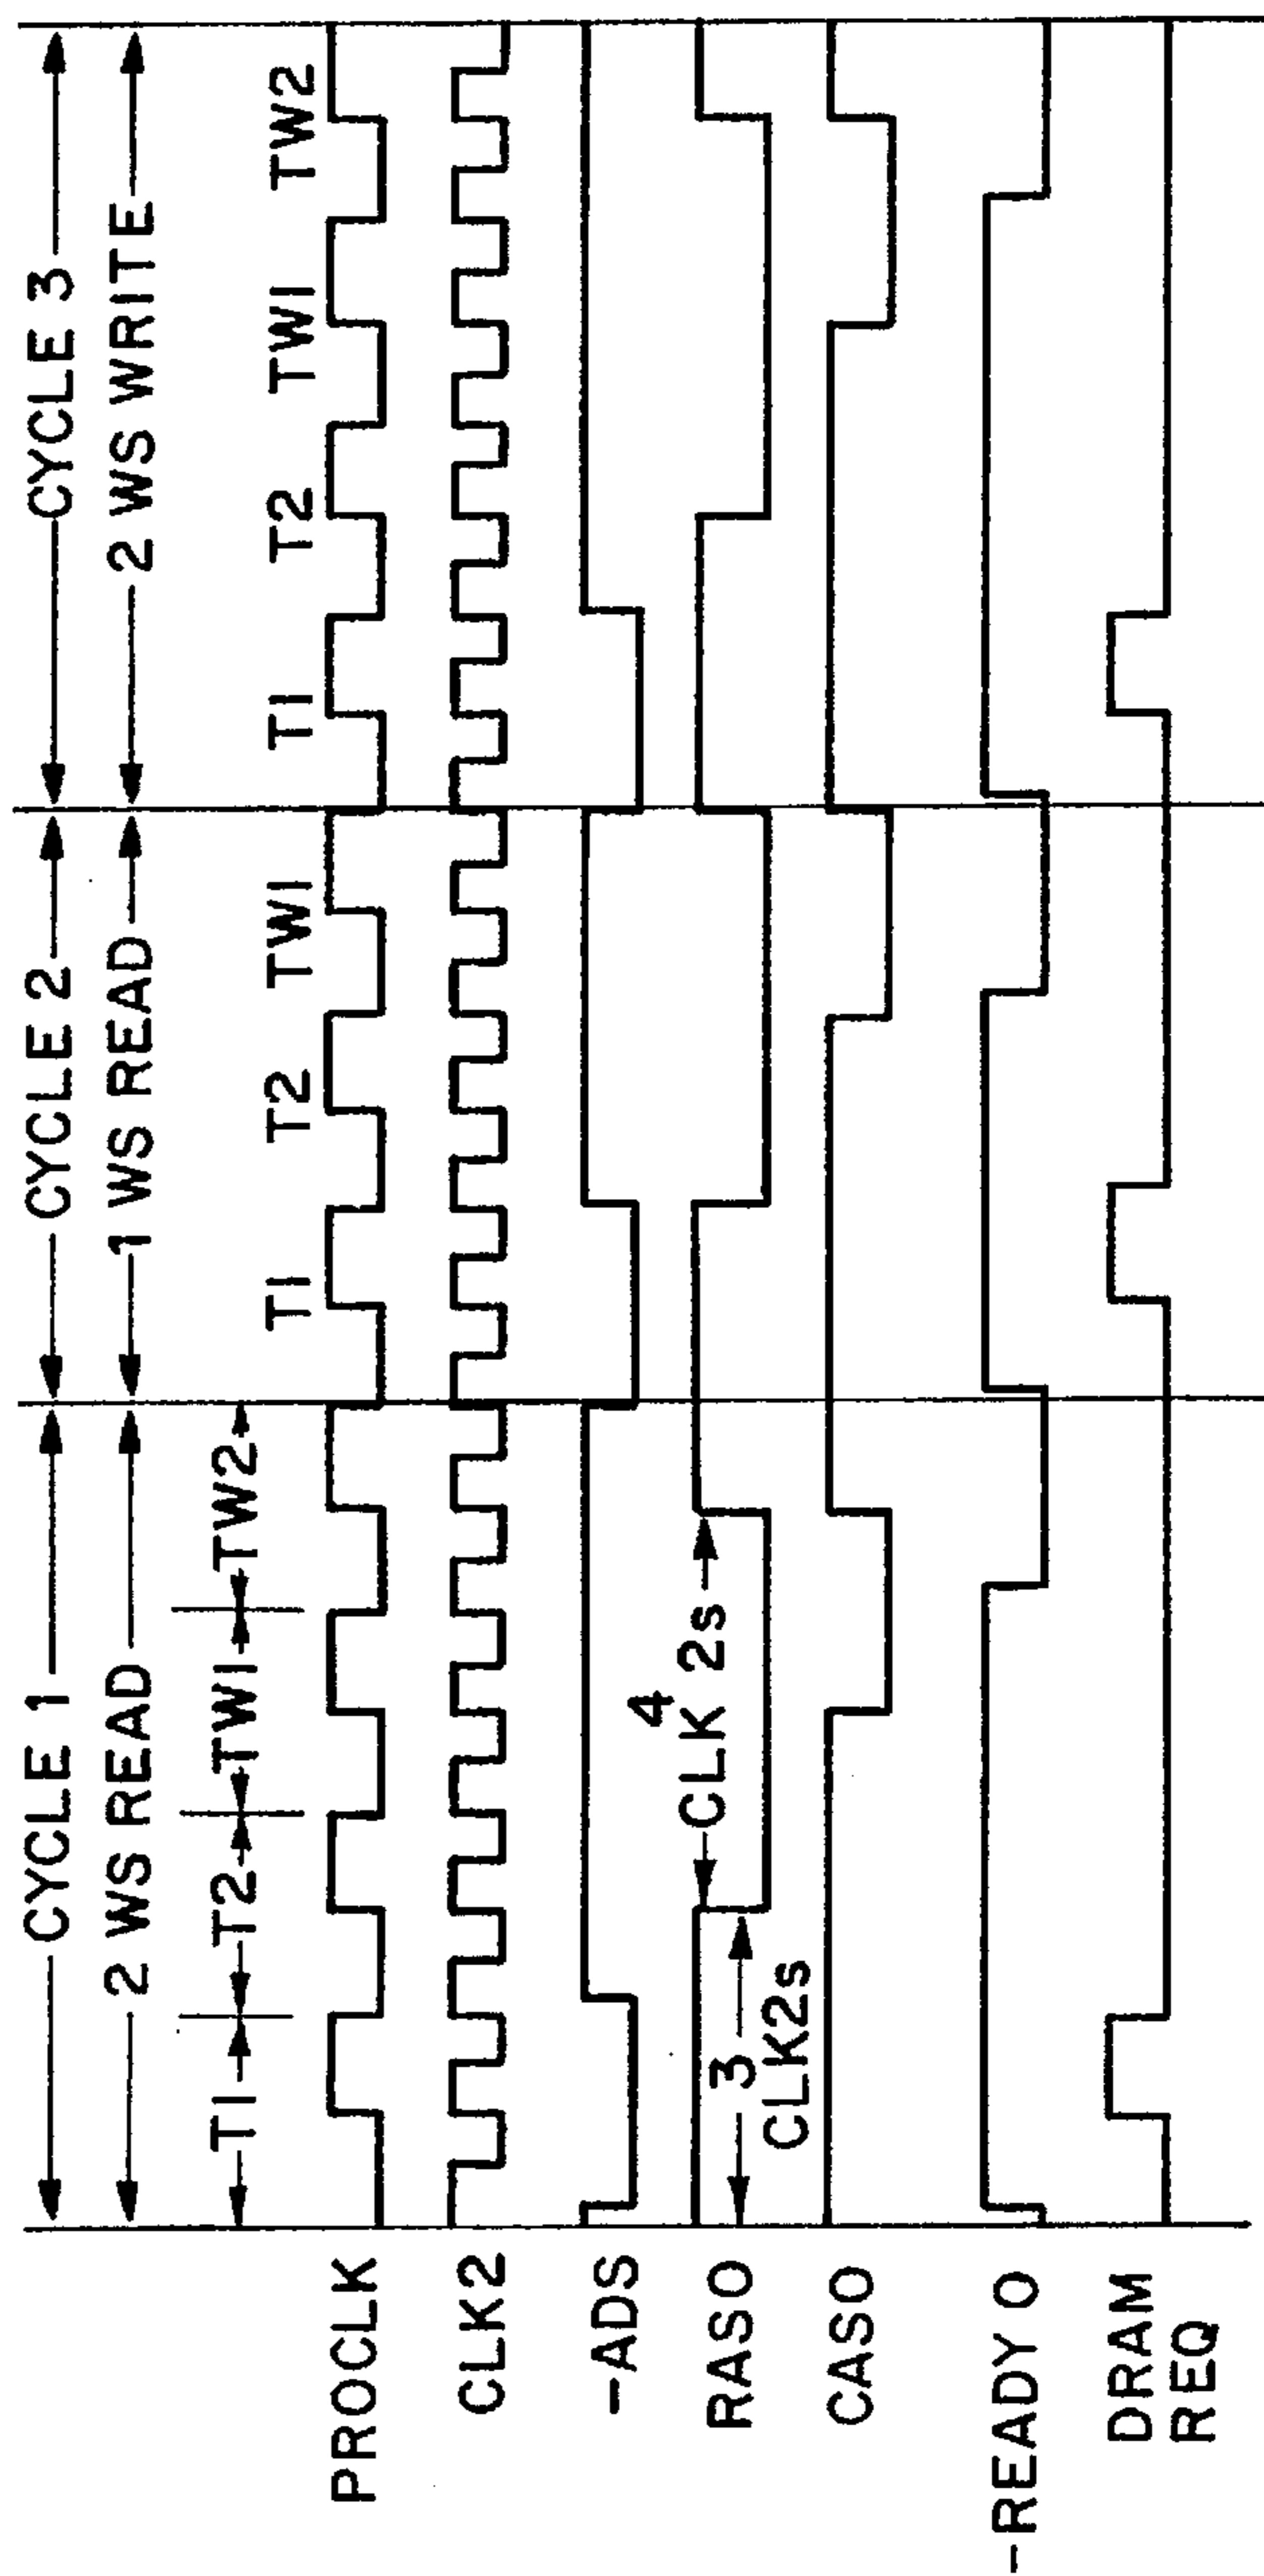 CYCLE 1 CYCLE 2 CYCLE 3
2 WS READ 1 WS READ 2 WS WRITE
T1 T2 TW1 TW2 T1 T2 TW1 T1 T2 TW1 TW2
PROCLK
CLK2
-ADS
RAS0
3
CLK2s
4
CLK 2s
CAS0
-READY 0
DRAM
REQ